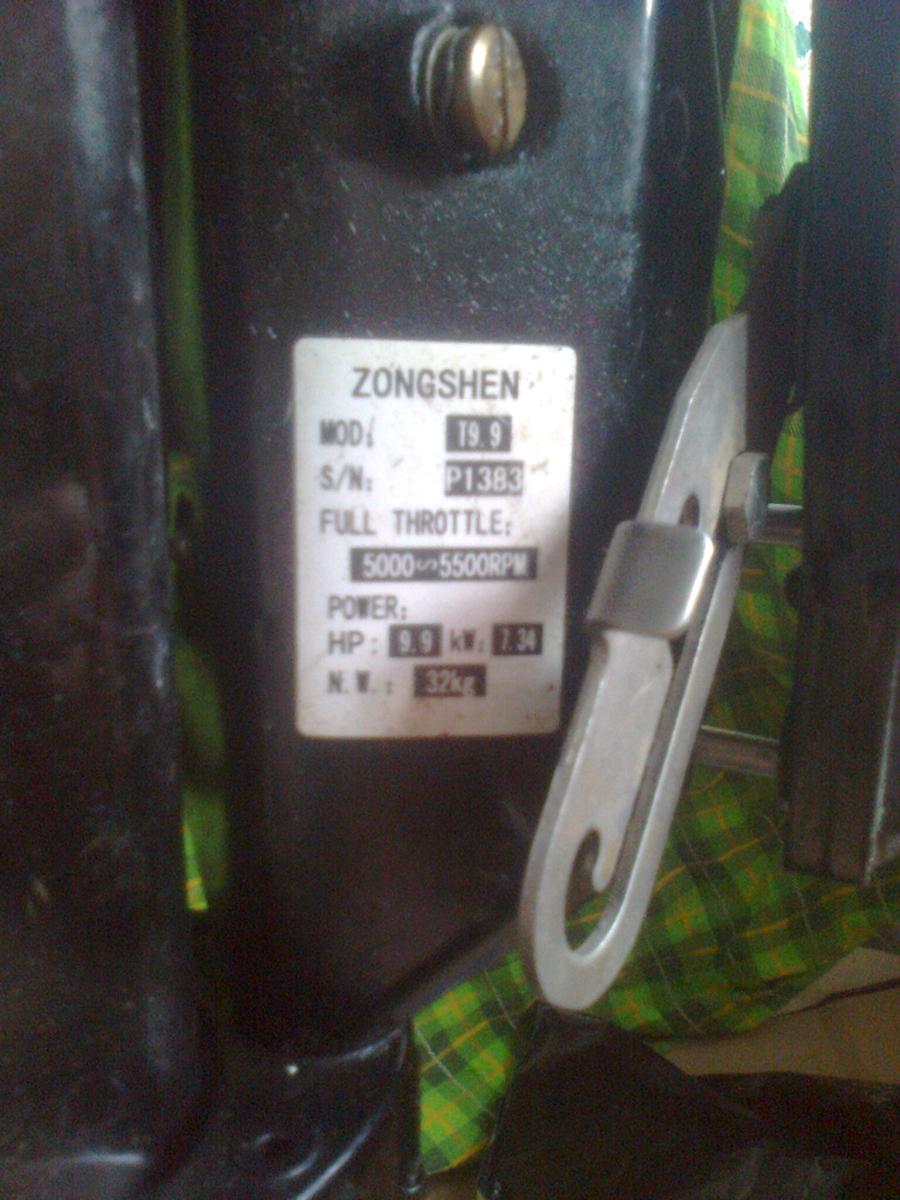 ZONGSHEN
MOD: T9.9
S/N: P1383
FULL THROTTLE:
5000~5500RPM
POWER:
HP: 9.9 kW: 7.34
N.W.: 32kg